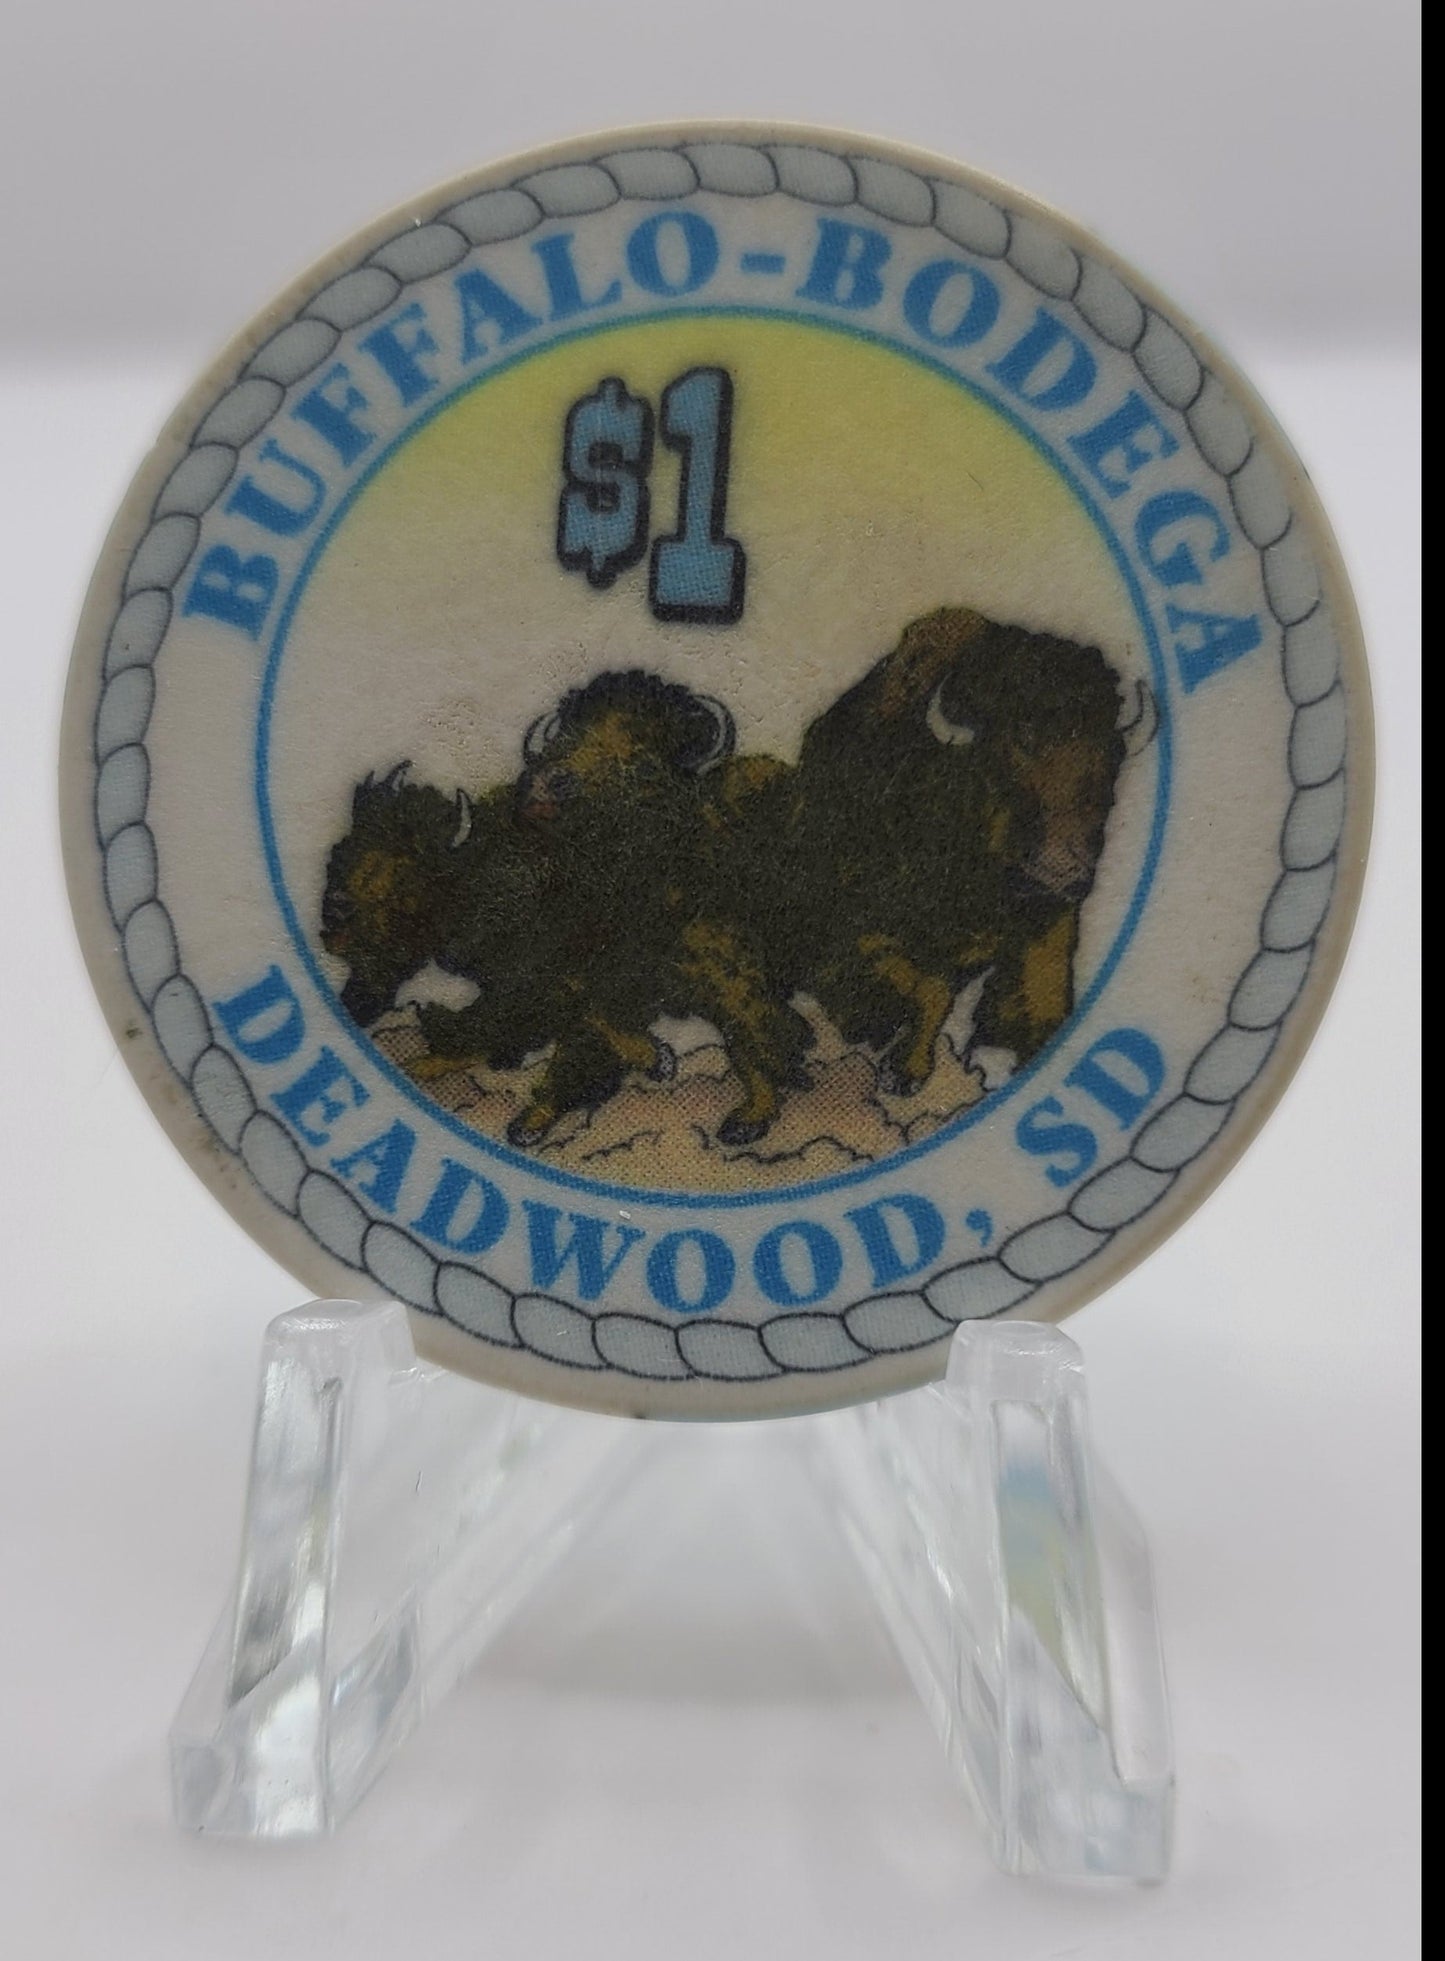 BUFFALO-BODEGA
$1
DEADWOOD, SD